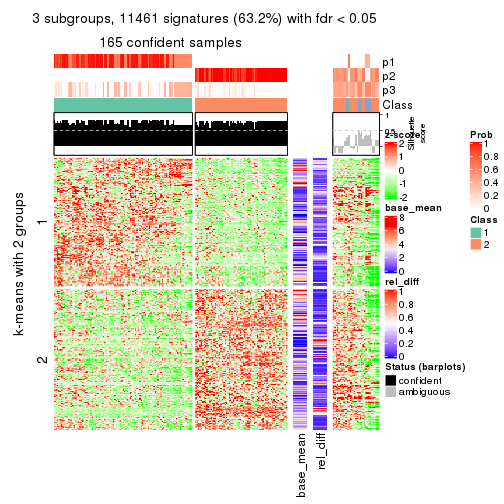 3 subgroups, 11461 signatures (63.2%) with fdr < 0.05
165 confident samples
p1
p2
p3
Class
1
0.5
Silhouette
score
k-means with 2 groups
1
2
base_mean
rel_diff
z-score
2
1
0
-1
-2
base_mean
8
6
4
2
0
rel_diff
1
0.8
0.6
0.4
0.2
0
Status (barplots)
confident
ambiguous
Prob
1
0.8
0.6
0.4
0.2
0
Class
1
2